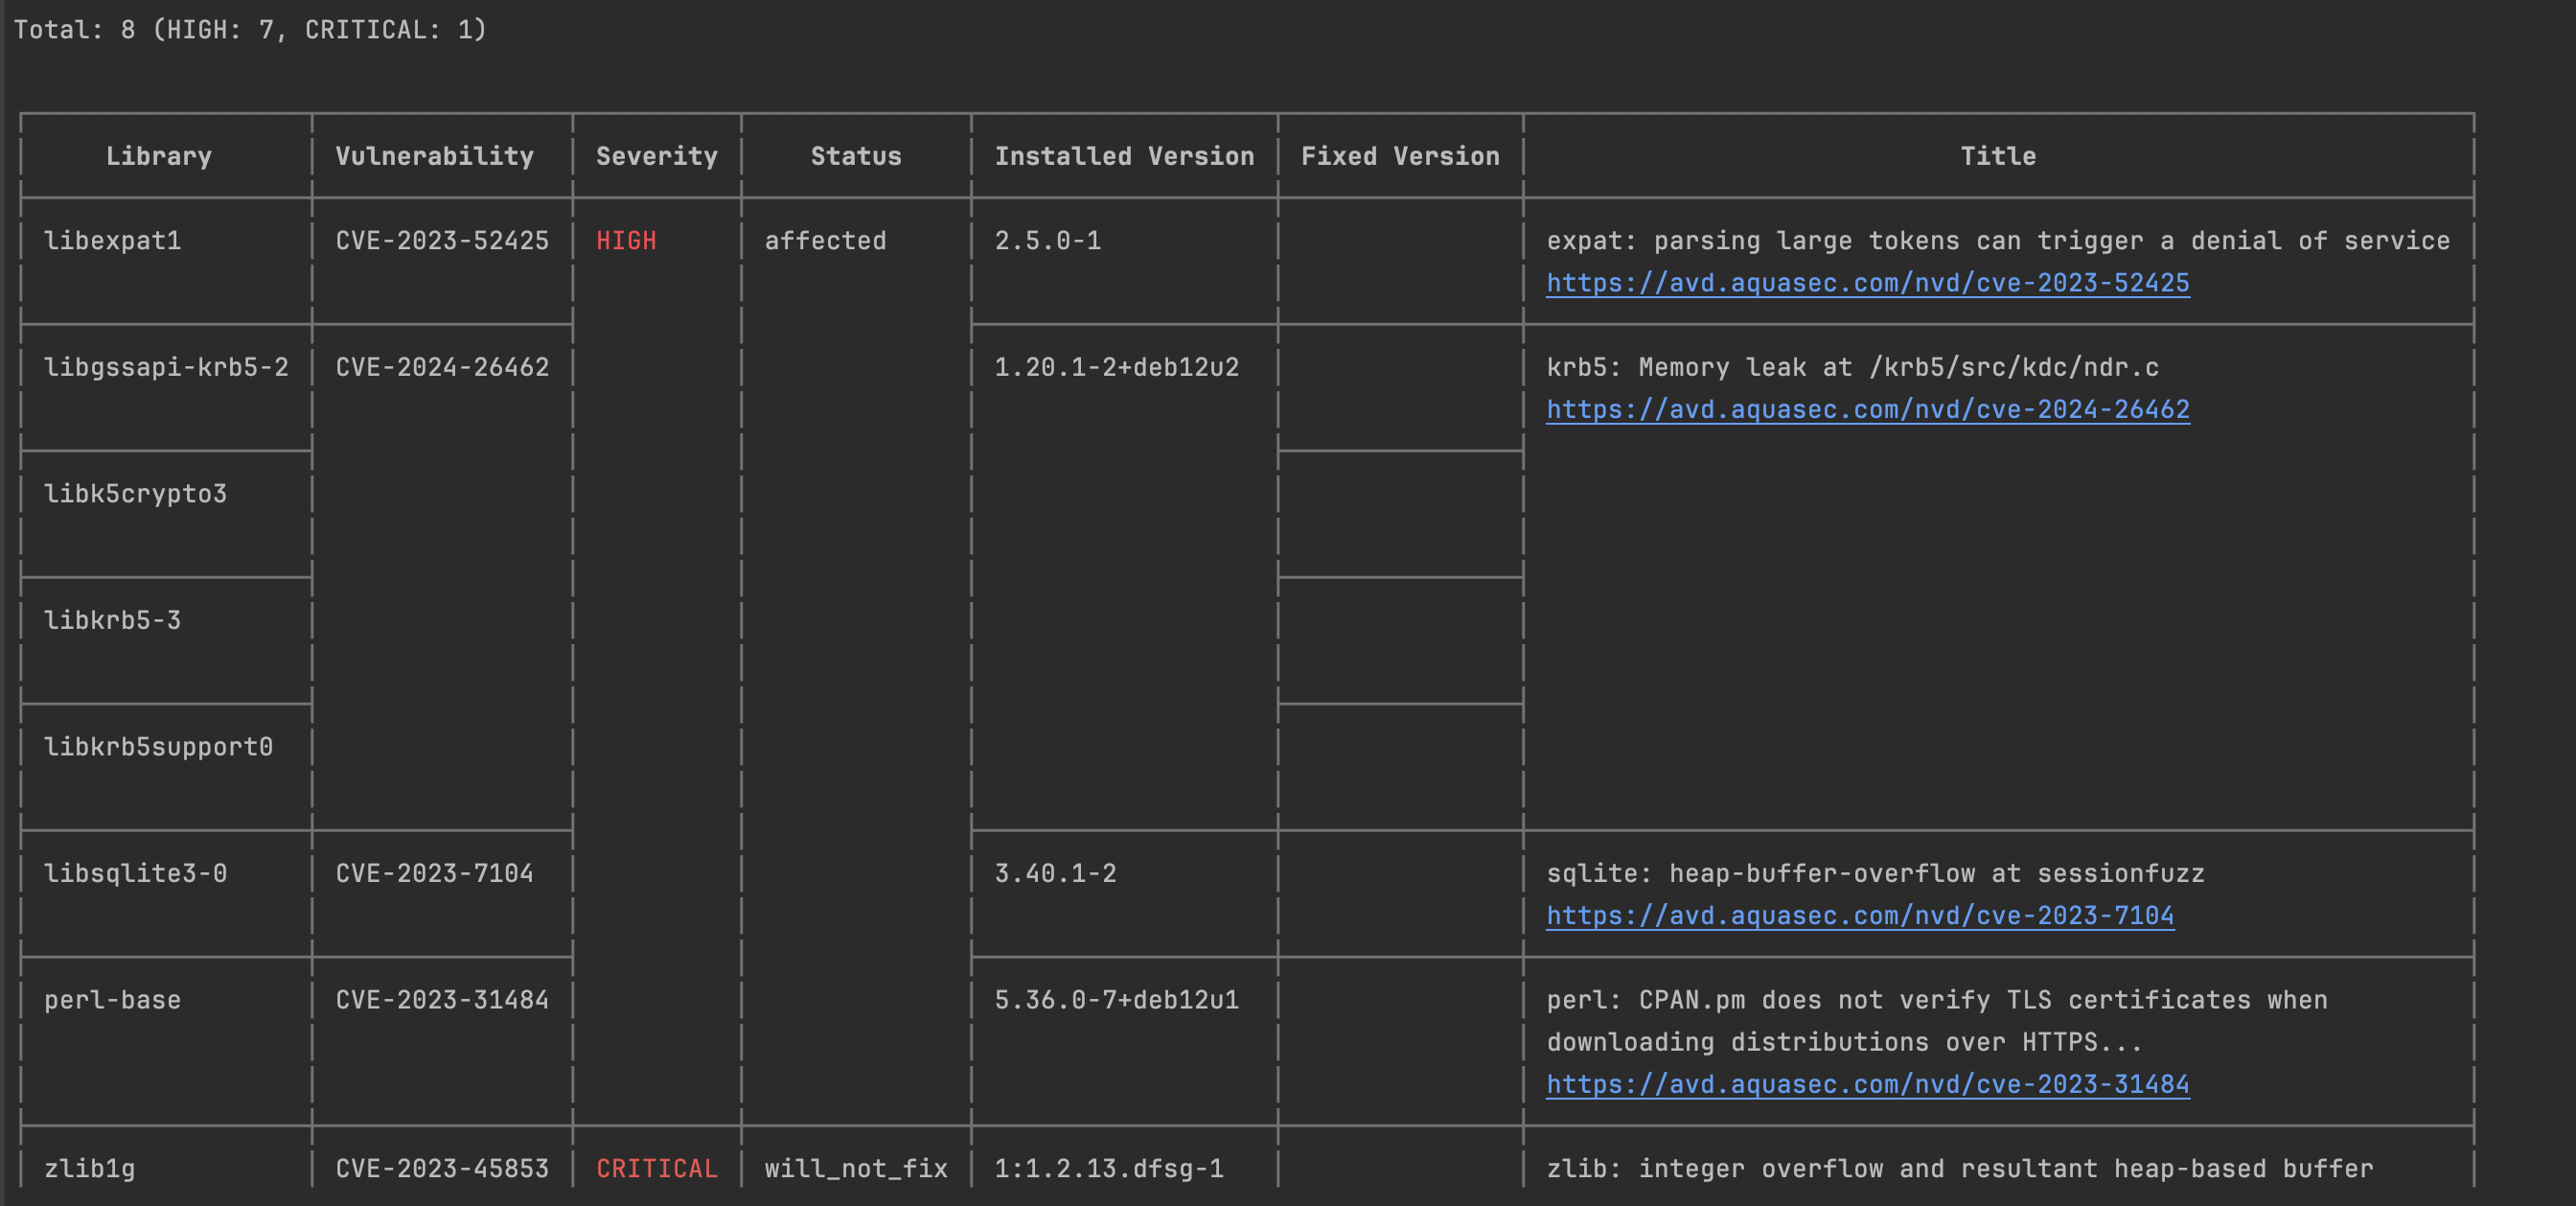 Total: 8 (HIGH: 7, CRITICAL: 1)
Library Vulnerability Severity Status Installed Version Fixed Version Title
libexpat1 CVE-2023-52425 HIGH affected 2.5.0-1 expat: parsing large tokens can trigger a denial of service
https://avd.aquasec.com/nvd/cve-2023-52425
libgssapi-krb5-2 CVE-2024-26462 1.20.1-2+deb12u2 krb5: Memory leak at /krb5/src/kdc/ndr.c
https://avd.aquasec.com/nvd/cve-2024-26462
libk5crypto3
libkrb5-3
libkrb5support0
libsqlite3-0 CVE-2023-7104 3.40.1-2 sqlite: heap-buffer-overflow at sessionfuzz
https://avd.aquasec.com/nvd/cve-2023-7104
perl-base CVE-2023-31484 5.36.0-7+deb12u1 perl: CPAN.pm does not verify TLS certificates when
downloading distributions over HTTPS...
https://avd.aquasec.com/nvd/cve-2023-31484
zlib1g CVE-2023-45853 CRITICAL will_not_fix 1:1.2.13.dfsg-1 zlib: integer overflow and resultant heap-based buffer